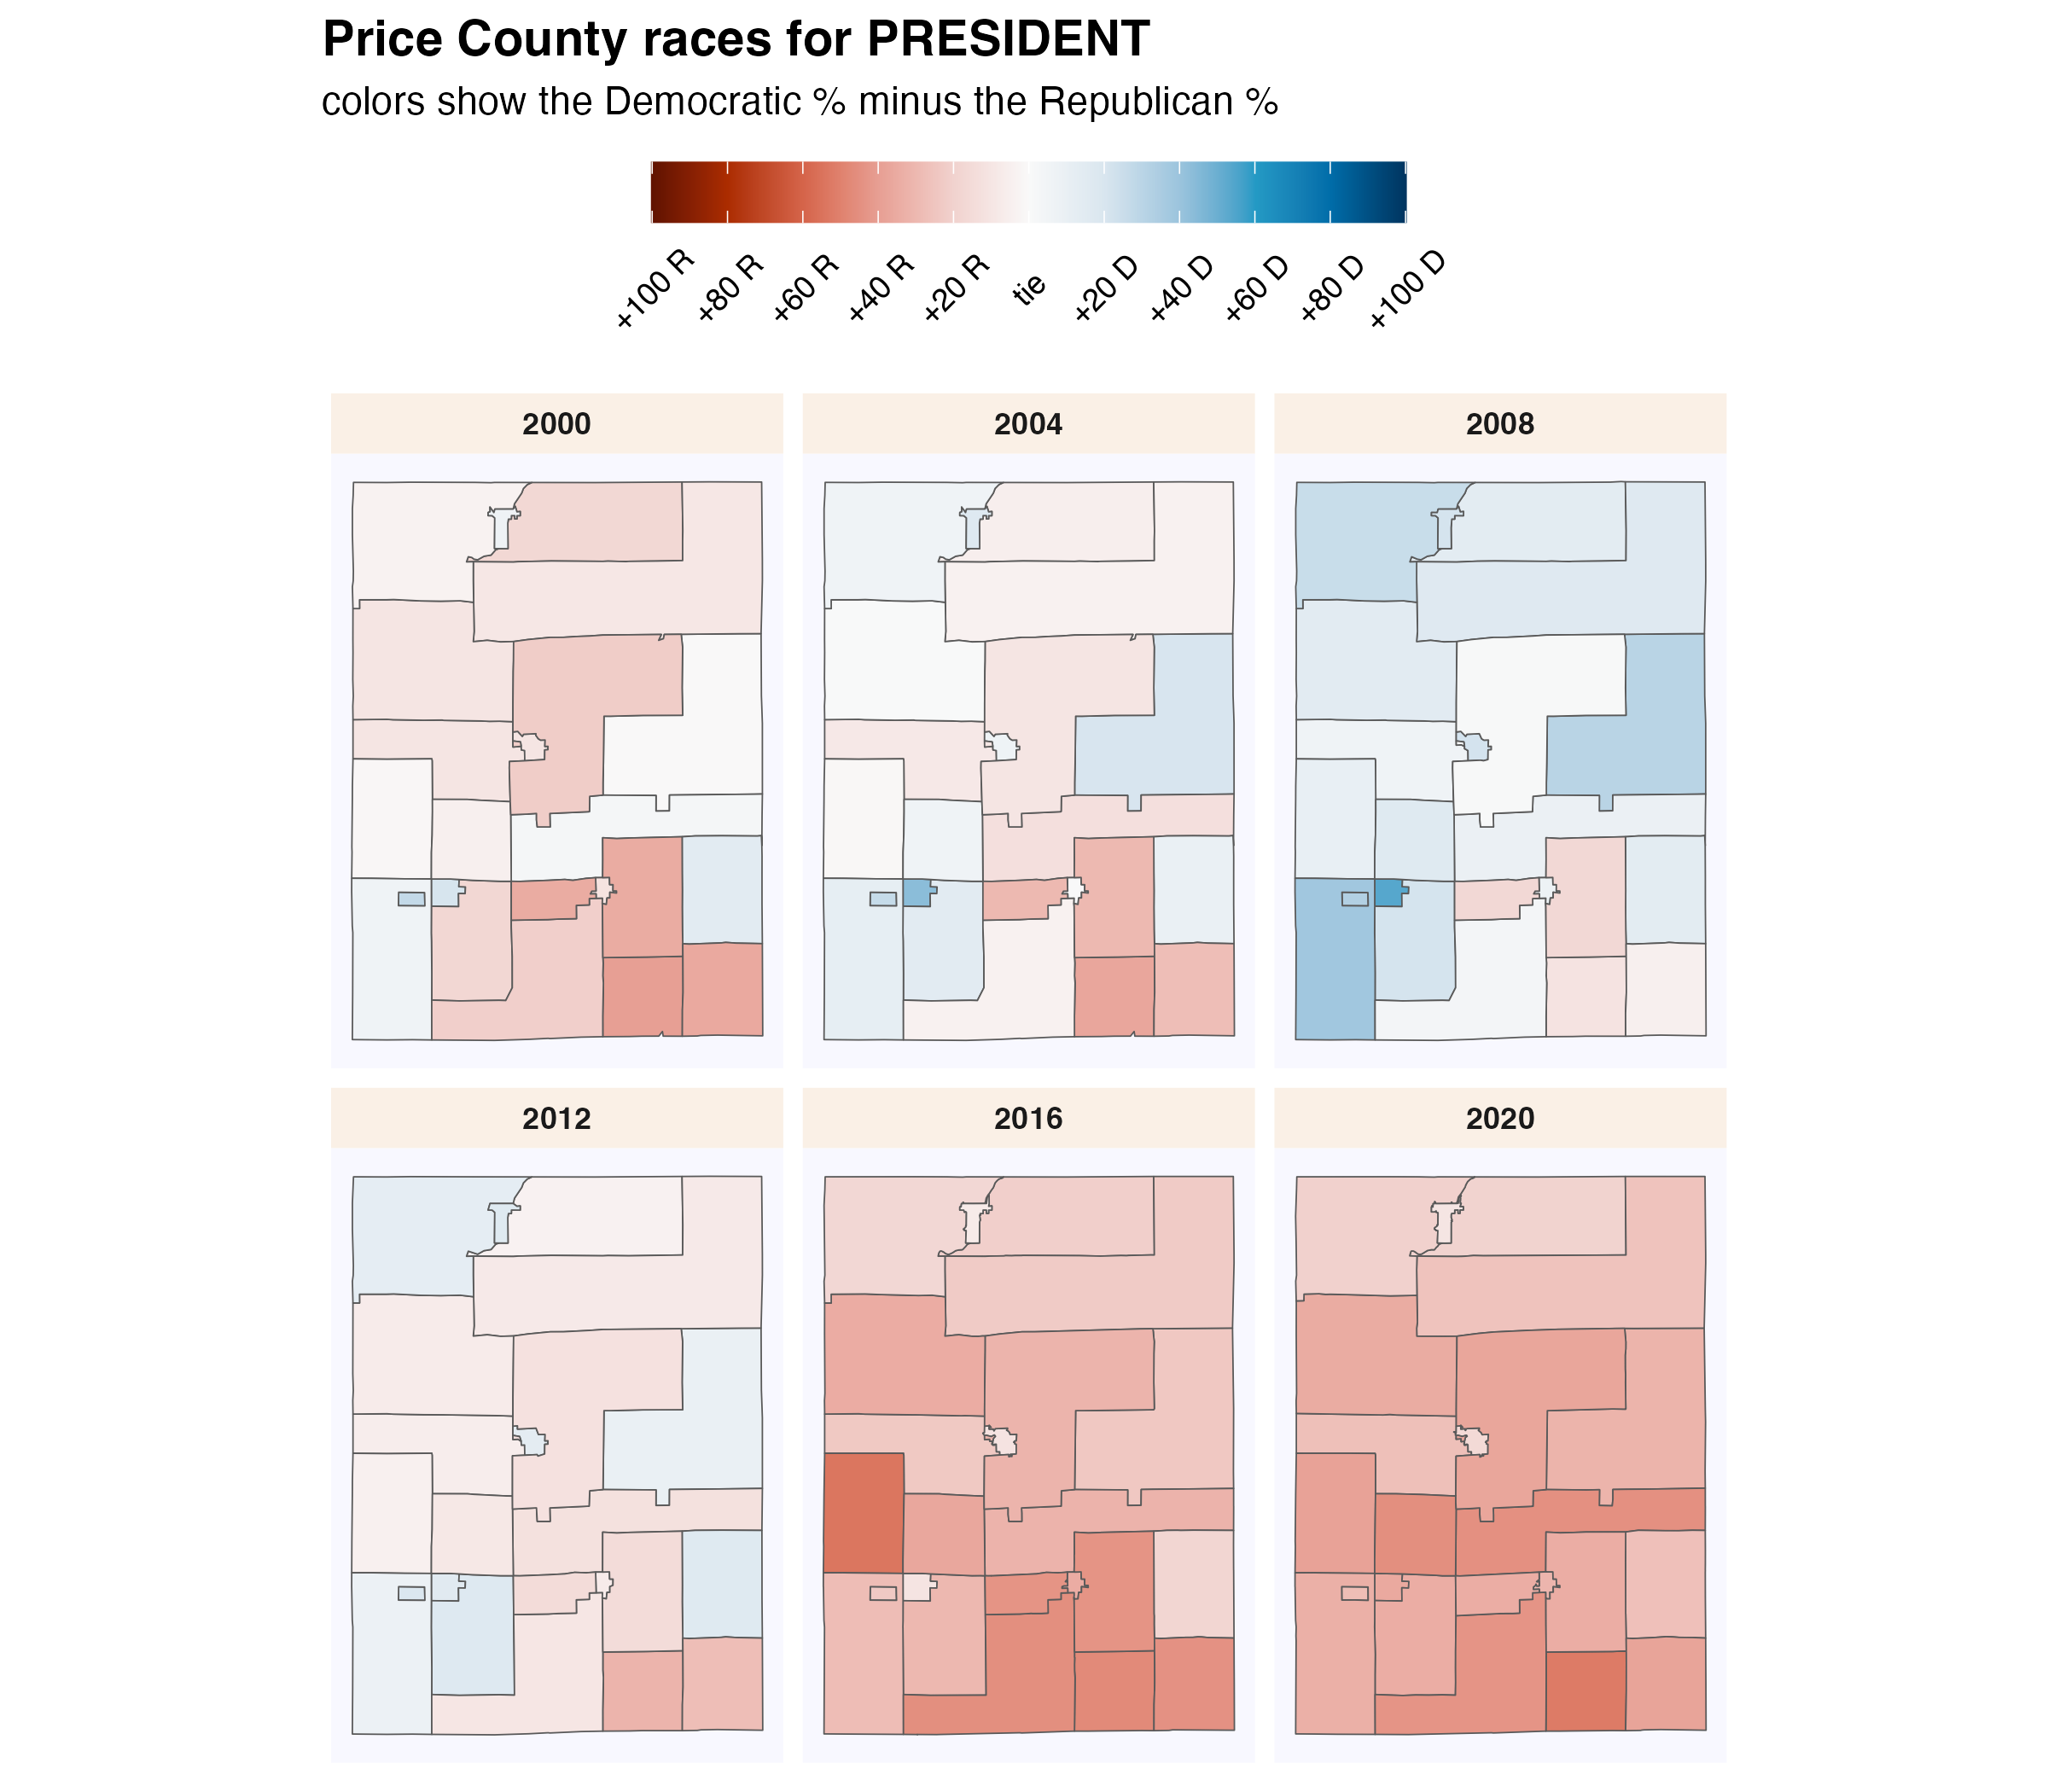 Price County races for PRESIDENT
colors show the Democratic % minus the Republican %
+100 R +80 R +60 R +40 R +20 R tie +20 D +40 D +60 D +80 D +100 D
2000 2004 2008
2012 2016 2020